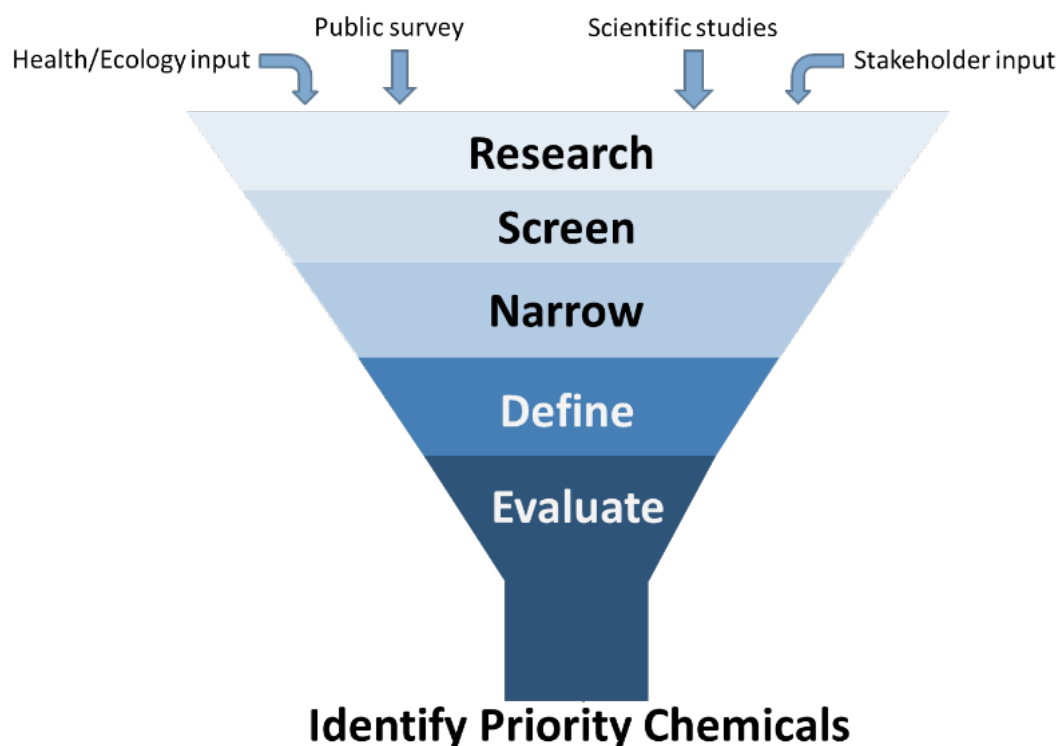 Public survey
Scientific studies
Health/Ecology input
Stakeholder input
Research
Screen
Narrow
Define
Evaluate
Identify Priority Chemicals